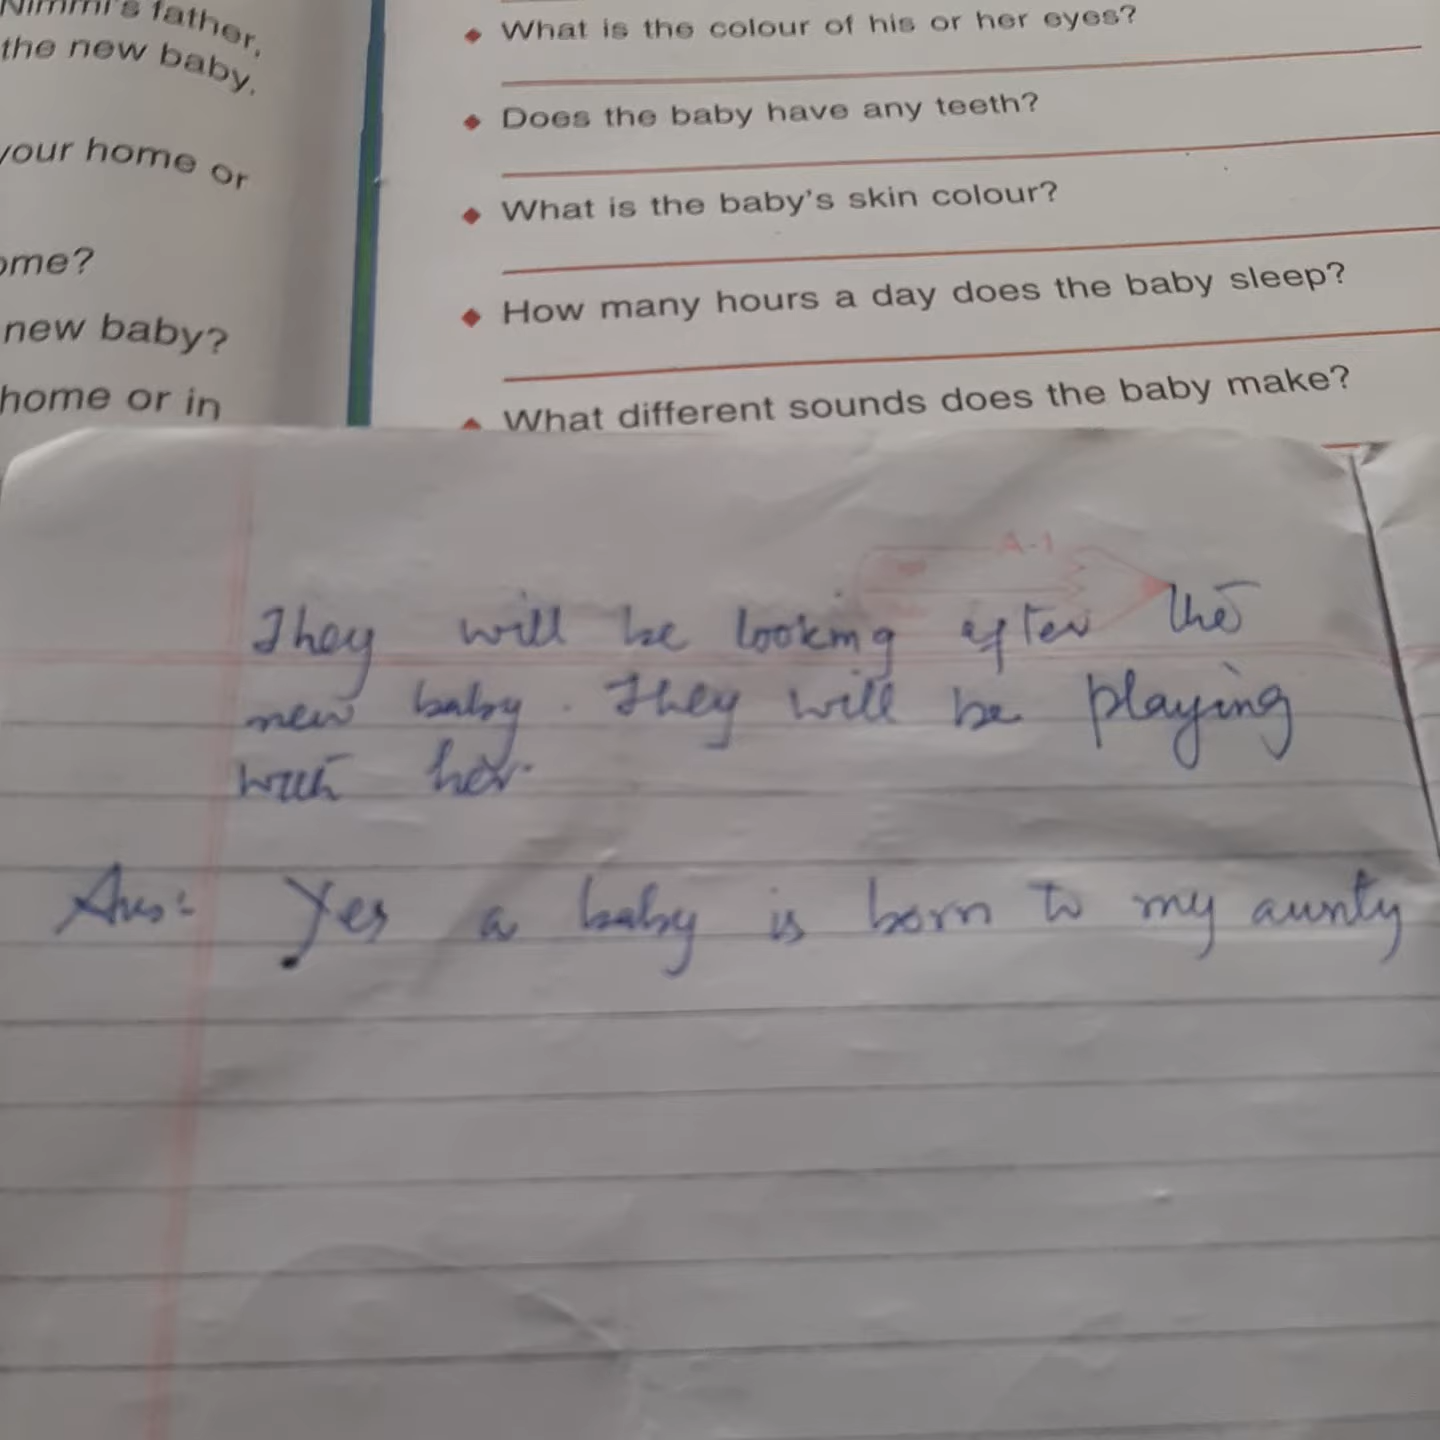 Nimmi's father,
the new baby.
your home or
ome?
new baby?
home or in
What is the colour of his or her eyes?
Does the baby have any teeth?
What is the baby's skin colour?
How many hours a day does the baby sleep?
What different sounds does the baby make?
A-1
They will be looking after the
new baby. They will be playing
with her.
Ans: Yes a baby is born to my aunty